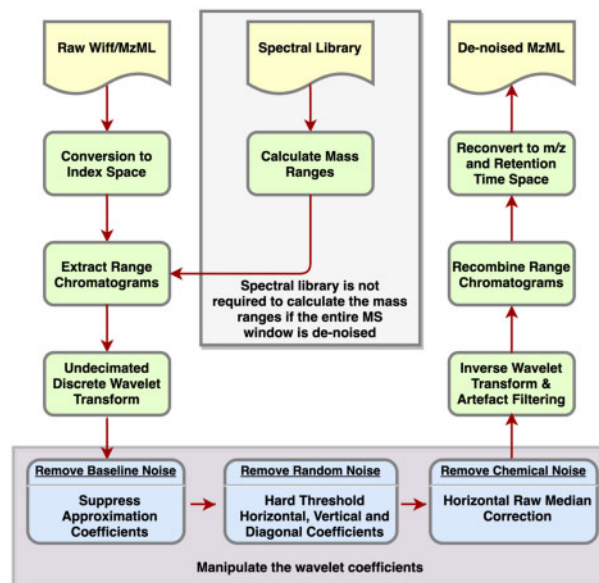 Raw Wiff/MzML
Spectral Library
De-noised MzML
Conversion to
Index Space
Calculate Mass
Ranges
Reconvert to m/z
and Retention
Time Space
Extract Range
Chromatograms
Spectral library is not
required to calculate the mass
ranges if the entire MS
window is de-noised
Recombine Range
Chromatograms
Undecimated
Discrete Wavelet
Transform
Inverse Wavelet
Transform &
Artefact Filtering
Remove Baseline Noise
Suppress
Approximation
Coefficients
Remove Random Noise
Hard Threshold
Horizontal, Vertical and
Diagonal Coefficients
Remove Chemical Noise
Horizontal Raw Median
Correction
Manipulate the wavelet coefficients